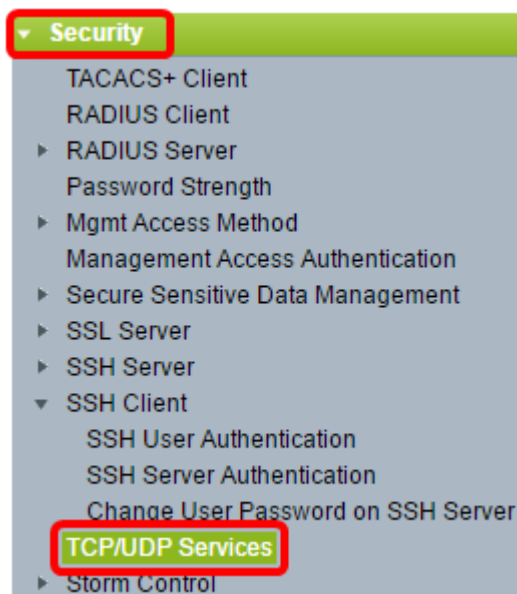 Security
TACACS+ Client
RADIUS Client
RADIUS Server
Password Strength
Mgmt Access Method
Management Access Authentication
Secure Sensitive Data Management
SSL Server
SSH Server
SSH Client
SSH User Authentication
SSH Server Authentication
Change User Password on SSH Server
TCP/UDP Services
Storm Control